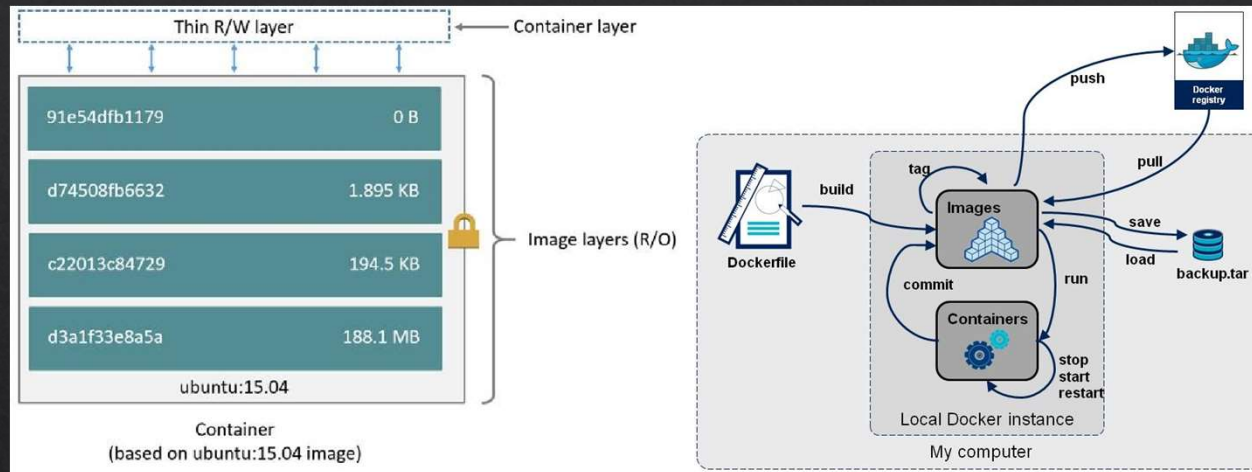 Thin R/W layer
Container layer
91e54dfb1179 0 B
d74508fb6632 1.895 KB
c22013c84729 194.5 KB
d3a1f33e8a5a 188.1 MB
ubuntu:15.04
Image layers (R/O)
Container
(based on ubuntu:15.04 image)
Docker
registry
push
pull
tag
build
Images
save
load
Dockerfile
backup.tar
commit
run
Containers
stop
start
restart
Local Docker instance
My computer